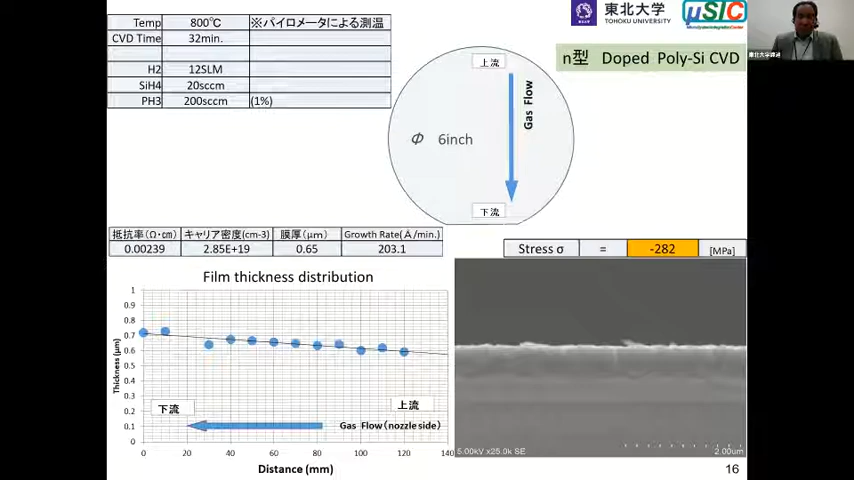 Temp 800℃ ※パイロメータによる測温
CVD Time 32min.
H2 12SLM
SiH4 20sccm
PH3 200sccm (1%)
東北大学
TOHOKU UNIVERSITY
μSIC
n型 Doped Poly-Si CVD
上流
Gas Flow
Φ 6inch
下流
抵抗率(Ω・㎝) キャリア密度(cm-3) 膜厚(μm) Growth Rate(Å/min.)
0.00239 2.85E+19 0.65 203.1
Stress σ = -282 [MPa]
Film thickness distribution
Thickness (μm)
1
0.9
0.8
0.7
0.6
0.5
0.4
0.3
0.2
0.1
0
下流 上流
Gas Flow(nozzle side)
0 20 40 60 80 100 120 140
Distance (mm)
5.00kV x25.0k SE 2.00um
16